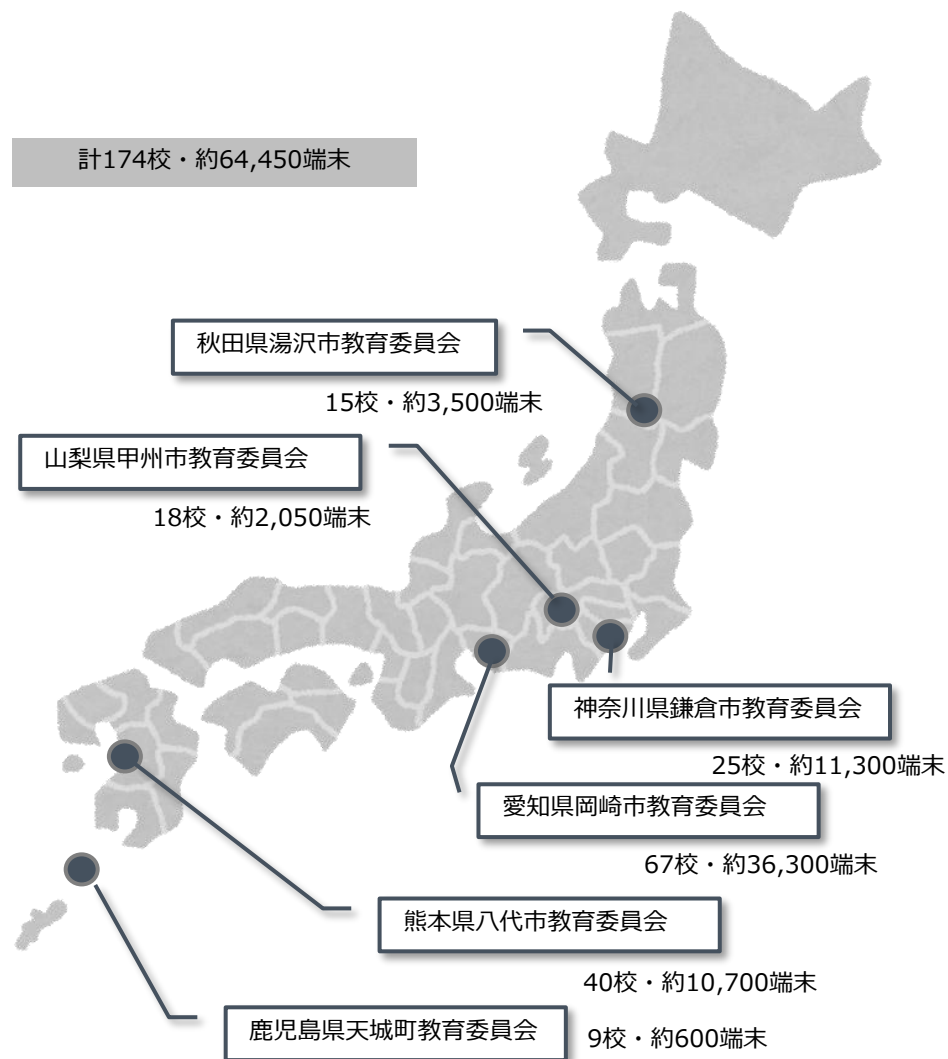 計174校・約64,450端末
秋田県湯沢市教育委員会
15校・約3,500端末
山梨県甲州市教育委員会
18校・約2,050端末
神奈川県鎌倉市教育委員会
25校・約11,300端末
愛知県岡崎市教育委員会
67校・約36,300端末
熊本県八代市教育委員会
40校・約10,700端末
鹿児島県天城町教育委員会
9校・約600端末